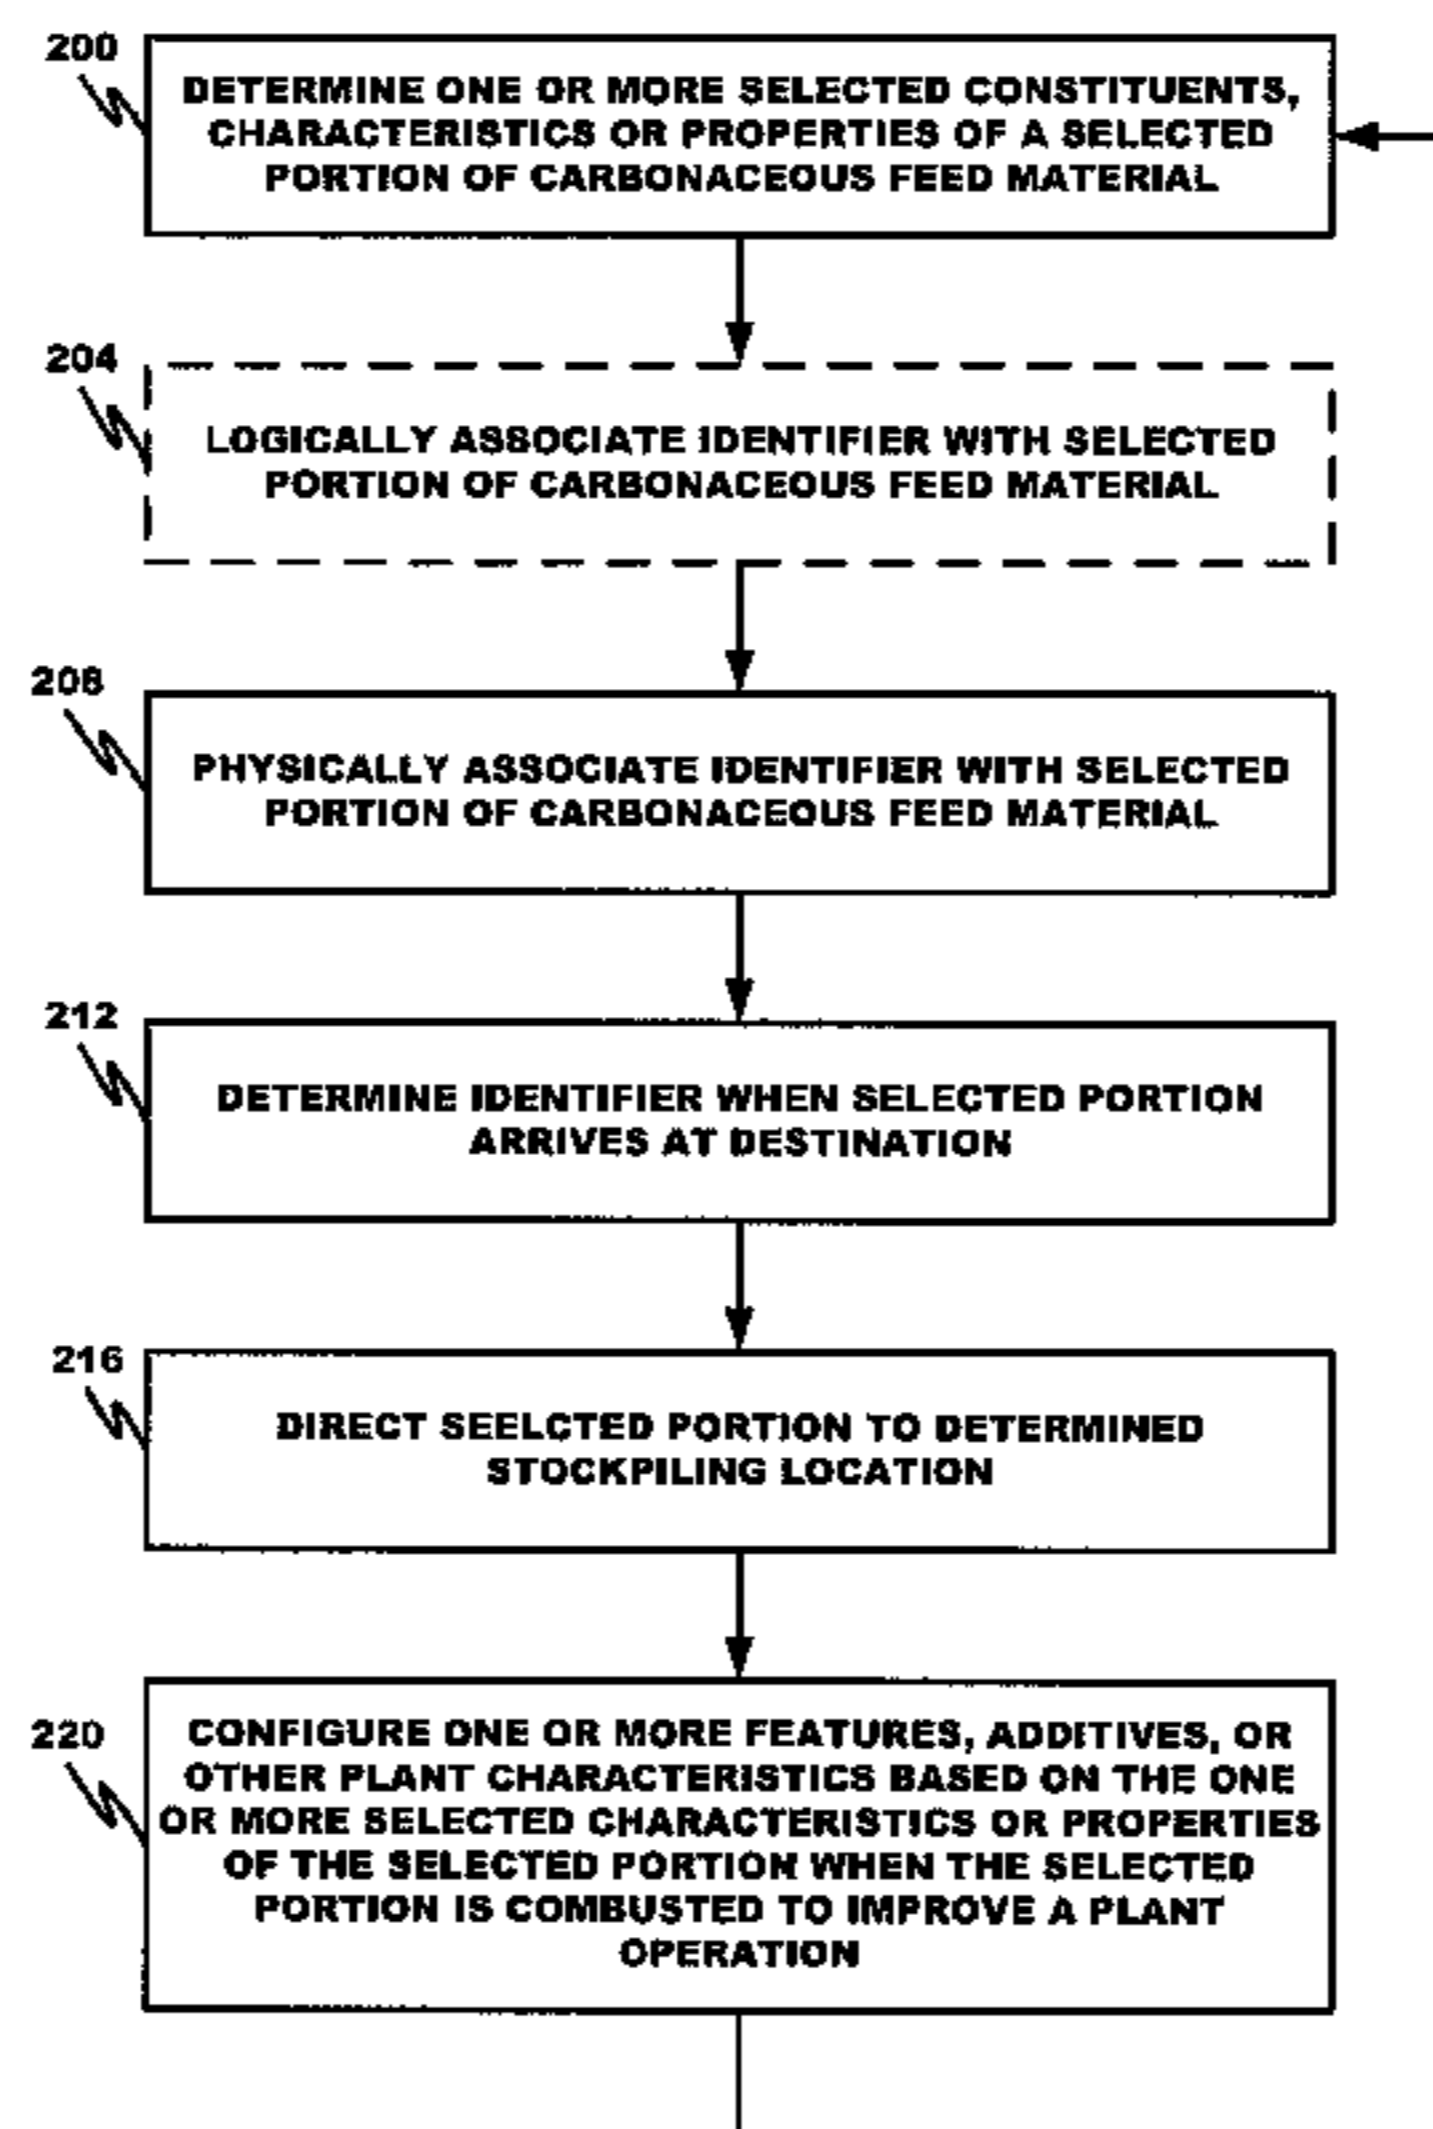 200
DETERMINE ONE OR MORE SELECTED CONSTITUENTS,
CHARACTERISTICS OR PROPERTIES OF A SELECTED
PORTION OF CARBONACEOUS FEED MATERIAL
204
LOGICALLY ASSOCIATE IDENTIFIER WITH SELECTED
PORTION OF CARBONACEOUS FEED MATERIAL
208
PHYSICALLY ASSOCIATE IDENTIFIER WITH SELECTED
PORTION OF CARBONACEOUS FEED MATERIAL
212
DETERMINE IDENTIFIER WHEN SELECTED PORTION
ARRIVES AT DESTINATION
216
DIRECT SEELCTED PORTION TO DETERMINED
STOCKPILING LOCATION
220
CONFIGURE ONE OR MORE FEATURES, ADDITIVES, OR
OTHER PLANT CHARACTERISTICS BASED ON THE ONE
OR MORE SELECTED CHARACTERISTICS OR PROPERTIES
OF THE SELECTED PORTION WHEN THE SELECTED
PORTION IS COMBUSTED TO IMPROVE A PLANT
OPERATION